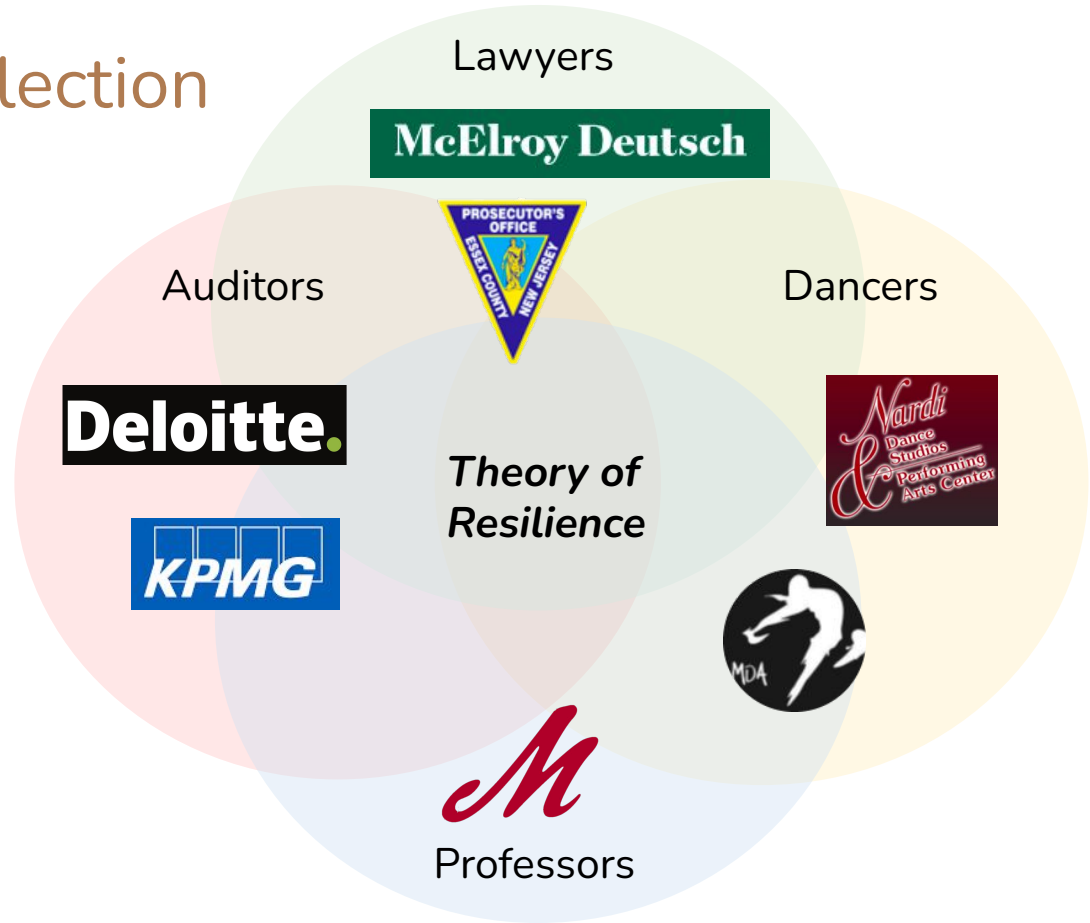 lection
Lawyers
McElroy Deutsch
PROSECUTOR'S
OFFICE
ESSEX COUNTY
NEW JERSEY
Auditors
Dancers
Deloitte.
Nardi
Dance
Studios
& Performing
Arts Center
Theory of
Resilience
KPMG
MDA
M
Professors